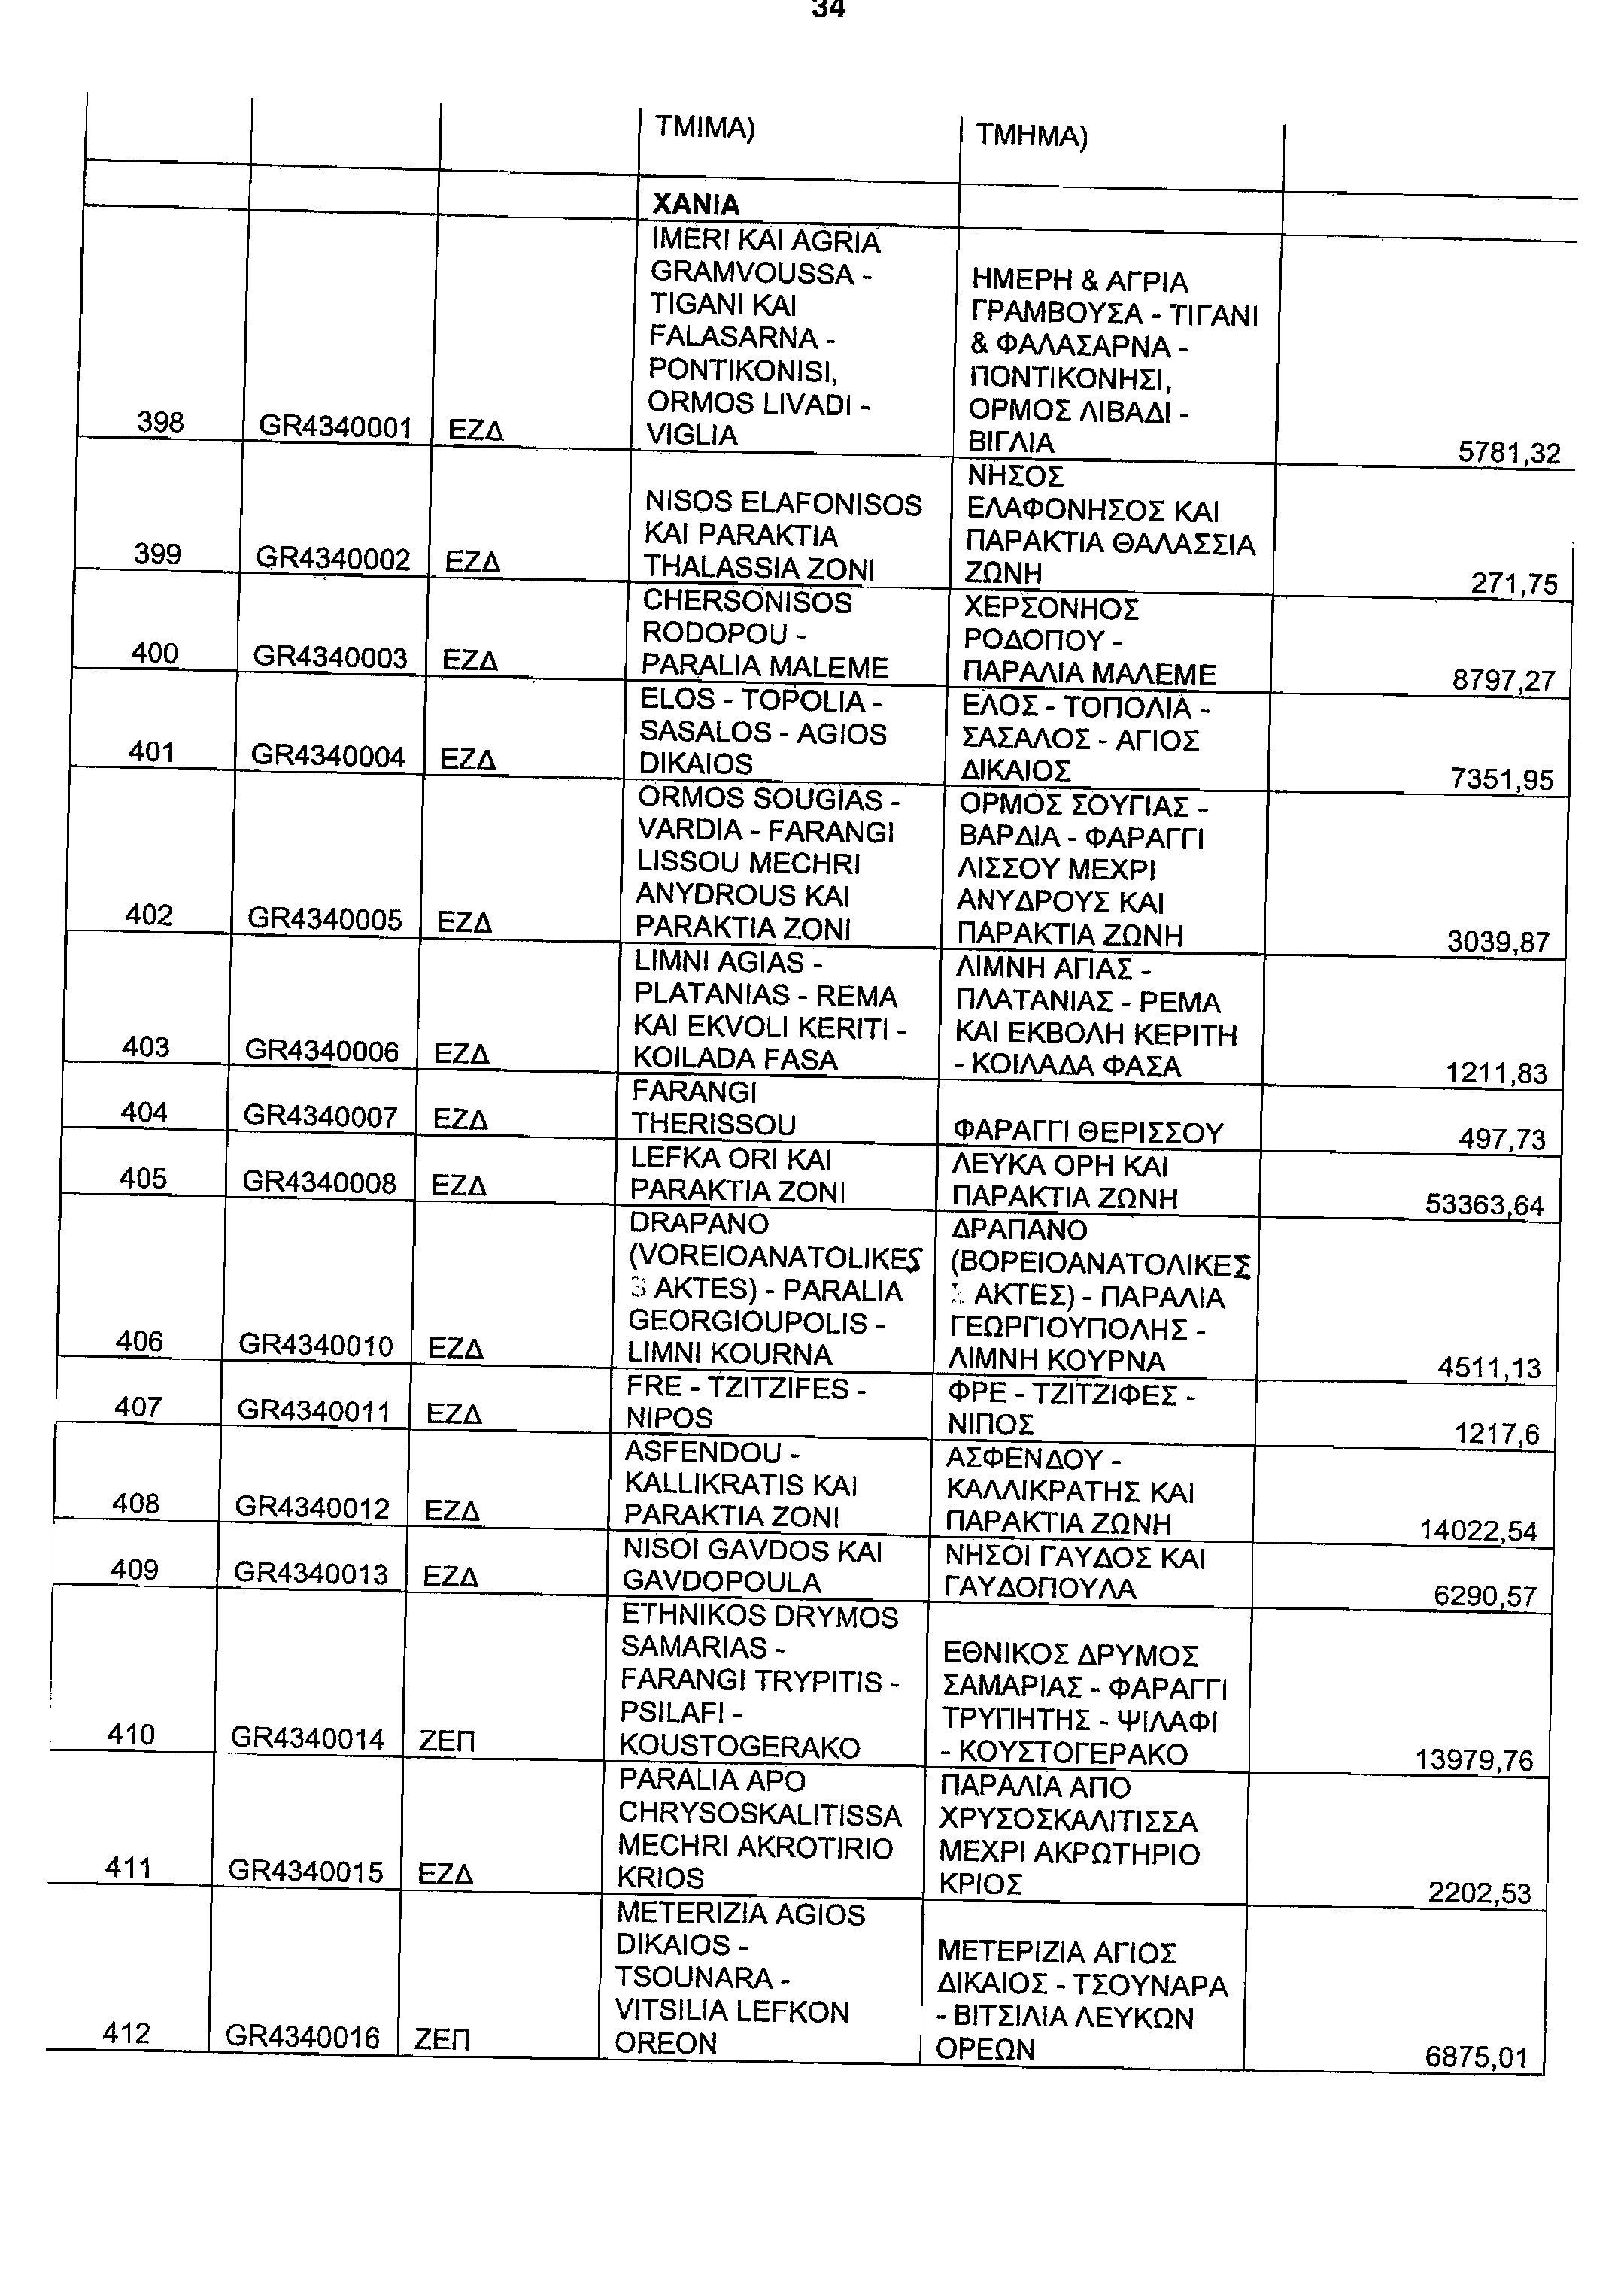 34
ΤΜΙΜΑ)
ΤΜΗΜΑ)
ΧΑΝΙΑ
398
GR4340001
ΕΖΔ
IMERI KAI AGRIA
GRAMVOUSSA -
TIGANI KAI
FALASARNA -
PONTIKONISI,
ORMOS LIVADI -
VIGLIA
ΗΜΕΡΗ & ΑΓΡΙΑ
ΓΡΑΜΒΟΥΣΑ - ΤΙΓΑΝΙ
& ΦΑΛΑΣΑΡΝΑ -
ΠΟΝΤΙΚΟΝΗΣΙ,
ΟΡΜΟΣ ΛΙΒΑΔΙ -
ΒΙΓΛΙΑ
5781,32
399
GR4340002
ΕΖΔ
NISOS ELAFONISOS
KAI PARAKTIA
THALASSIA ZONI
ΝΗΣΟΣ
ΕΛΑΦΟΝΗΣΟΣ ΚΑΙ
ΠΑΡΑΚΤΙΑ ΘΑΛΑΣΣΙΑ
ΖΩΝΗ
271,75
400
GR4340003
ΕΖΔ
CHERSONISOS
RODOPOU -
PARALIA MALEME
ΧΕΡΣΟΝΗΟΣ
ΡΟΔΟΠΟΥ -
ΠΑΡΑΛΙΑ ΜΑΛΕΜΕ
8797,27
401
GR4340004
ΕΖΔ
ELOS - TOPOLIA -
SASALOS - AGIOS
DIKAIOS
ΕΛΟΣ - ΤΟΠΟΛΙΑ -
ΣΑΣΑΛΟΣ - ΑΓΙΟΣ
ΔΙΚΑΙΟΣ
7351,95
402
GR4340005
ΕΖΔ
ORMOS SOUGIAS -
VARDIA - FARANGI
LISSOU MECHRI
ANYDROUS KAI
PARAKTIA ZONI
ΟΡΜΟΣ ΣΟΥΓΙΑΣ -
ΒΑΡΔΙΑ - ΦΑΡΑΓΓΙ
ΛΙΣΣΟΥ ΜΕΧΡΙ
ΑΝΥΔΡΟΥΣ ΚΑΙ
ΠΑΡΑΚΤΙΑ ΖΩΝΗ
3039,87
403
GR4340006
ΕΖΔ
LIMNI AGIAS -
PLATANIAS - REMA
KAI EKVOLI KERITI -
KOILADA FASA
ΛΙΜΝΗ ΑΓΙΑΣ -
ΠΛΑΤΑΝΙΑΣ - ΡΕΜΑ
ΚΑΙ ΕΚΒΟΛΗ ΚΕΡΙΤΗ
- ΚΟΙΛΑΔΑ ΦΑΣΑ
1211,83
404
GR4340007
ΕΖΔ
FARANGI
THERISSOU
ΦΑΡΑΓΓΙ ΘΕΡΙΣΣΟΥ
497,73
405
GR4340008
ΕΖΔ
LEFKA ORI KAI
PARAKTIA ZONI
ΛΕΥΚΑ ΟΡΗ ΚΑΙ
ΠΑΡΑΚΤΙΑ ΖΩΝΗ
53363,64
406
GR4340010
ΕΖΔ
DRAPANO
(VOREIOANATOLIKES
AKTES) - PARALIA
GEORGIOUPOLIS -
LIMNI KOURNA
ΔΡΑΠΑΝΟ
(ΒΟΡΕΙΟΑΝΑΤΟΛΙΚΕΣ
ΑΚΤΕΣ) - ΠΑΡΑΛΙΑ
ΓΕΩΡΓΙΟΥΠΟΛΗΣ -
ΛΙΜΝΗ ΚΟΥΡΝΑ
4511,13
407
GR4340011
ΕΖΔ
FRE - TZITZIFES -
NIPOS
ΦΡΕ - ΤΖΙΤΖΙΦΕΣ -
ΝΙΠΟΣ
1217,6
408
GR4340012
ΕΖΔ
ASFENDOU -
KALLIKRATIS KAI
PARAKTIA ZONI
ΑΣΦΕΝΔΟΥ -
ΚΑΛΛΙΚΡΑΤΗΣ ΚΑΙ
ΠΑΡΑΚΤΙΑ ΖΩΝΗ
14022,54
409
GR4340013
ΕΖΔ
NISOI GAVDOS KAI
GAVDOPOULA
ΝΗΣΟΙ ΓΑΥΔΟΣ ΚΑΙ
ΓΑΥΔΟΠΟΥΛΑ
6290,57
410
GR4340014
ΖΕΠ
ETHNIKOS DRYMOS
SAMARIAS -
FARANGI TRYPITIS -
PSILAFI -
KOUSTOGERAKO
ΕΘΝΙΚΟΣ ΔΡΥΜΟΣ
ΣΑΜΑΡΙΑΣ - ΦΑΡΑΓΓΙ
ΤΡΥΠΗΤΗΣ - ΨΙΛΑΦΙ
- ΚΟΥΣΤΟΓΕΡΑΚΟ
13979,76
411
GR4340015
ΕΖΔ
PARALIA APO
CHRYSOSKALITISSA
MECHRI AKROTIRIO
KRIOS
ΠΑΡΑΛΙΑ ΑΠΟ
ΧΡΥΣΟΣΚΑΛΙΤΙΣΣΑ
ΜΕΧΡΙ ΑΚΡΩΤΗΡΙΟ
ΚΡΙΟΣ
2202,53
412
GR4340016
ΖΕΠ
METERIZIA AGIOS
DIKAIOS -
TSOUNARA -
VITSILIA LEFKON
OREON
ΜΕΤΕΡΙΖΙΑ ΑΓΙΟΣ
ΔΙΚΑΙΟΣ - ΤΣΟΥΝΑΡΑ
- ΒΙΤΣΙΛΙΑ ΛΕΥΚΩΝ
ΟΡΕΩΝ
6875,01